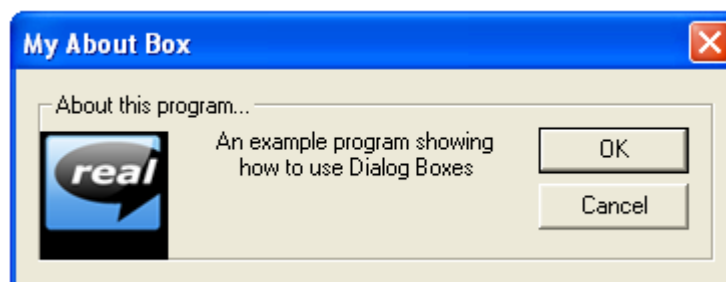 My About Box
About this program...
real
An example program showing
how to use Dialog Boxes
OK
Cancel